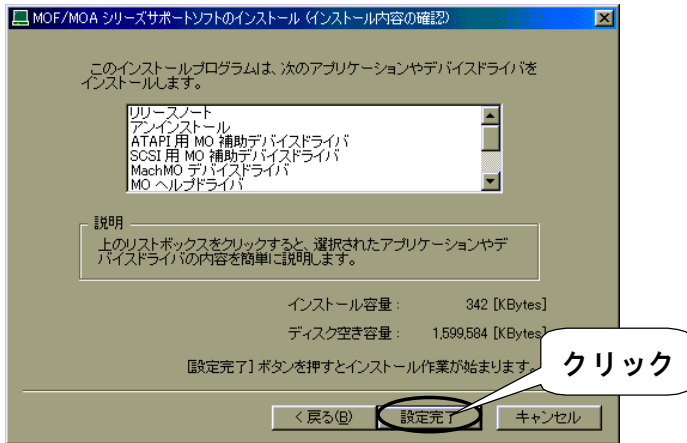 MOF/MOA シリーズサポートソフトのインストール (インストール内容の確認)
このインストールプログラムは、次のアプリケーションやデバイスドライバを
インストールします。
リリースノート
アンインストール
ATAPI 用 MO 補助デバイスドライバ
SCSI 用 MO 補助デバイスドライバ
MachMO デバイスドライバ
MO ヘルプドライバ
説明
上のリストボックスをクリックすると、選択されたアプリケーションやデ
バイスドライバの内容を簡単に説明します。
インストール容量 : 342 [KBytes]
ディスク空き容量 : 1,599,584 [KBytes]
[設定完了] ボタンを押すとインストール作業が始まります。
クリック
< 戻る(B) 設定完了 キャンセル